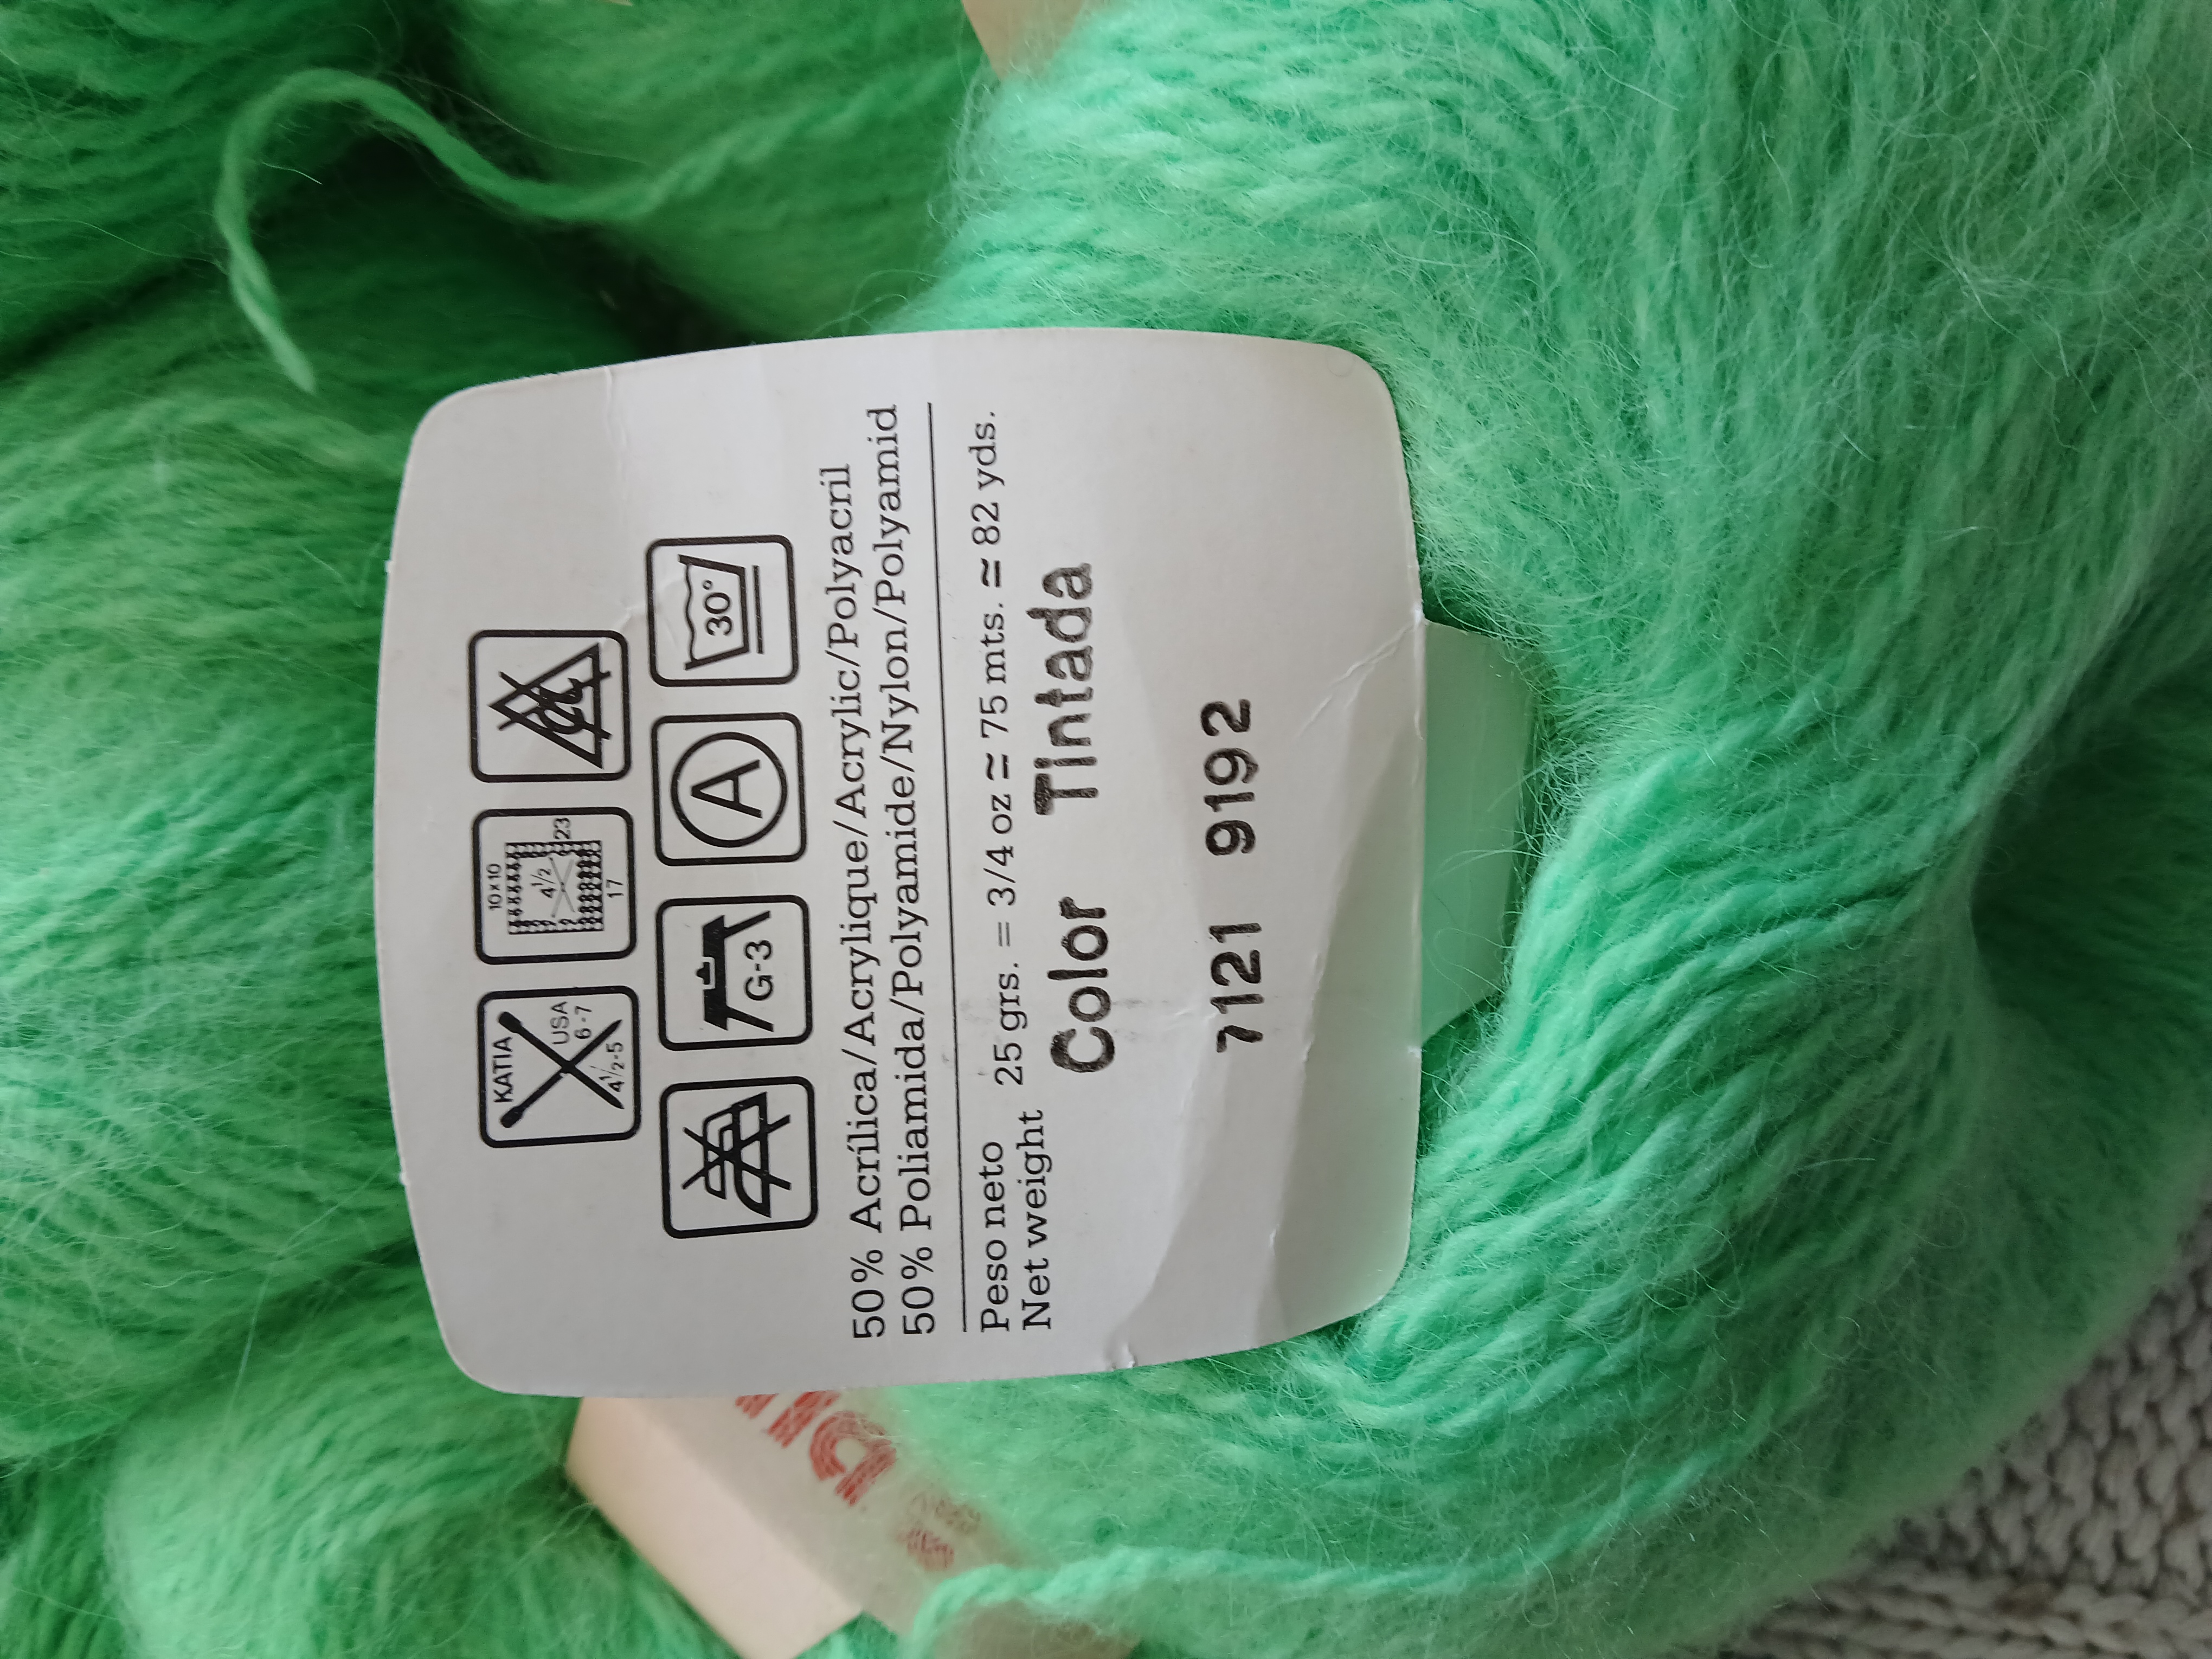 KATIA
USA
6-7
4½-5
10x10
4½
23
17
Cl
G-3
A
30°
50% Acrílica/Acrylique/Acrylic/Polyacril
50% Poliamida/Polyamide/Nylon/Polyamid
Peso neto
Net weight
25 grs. = 3/4 oz ≃ 75 mts. ≃ 82 yds.
Color Tintada
7121 9192